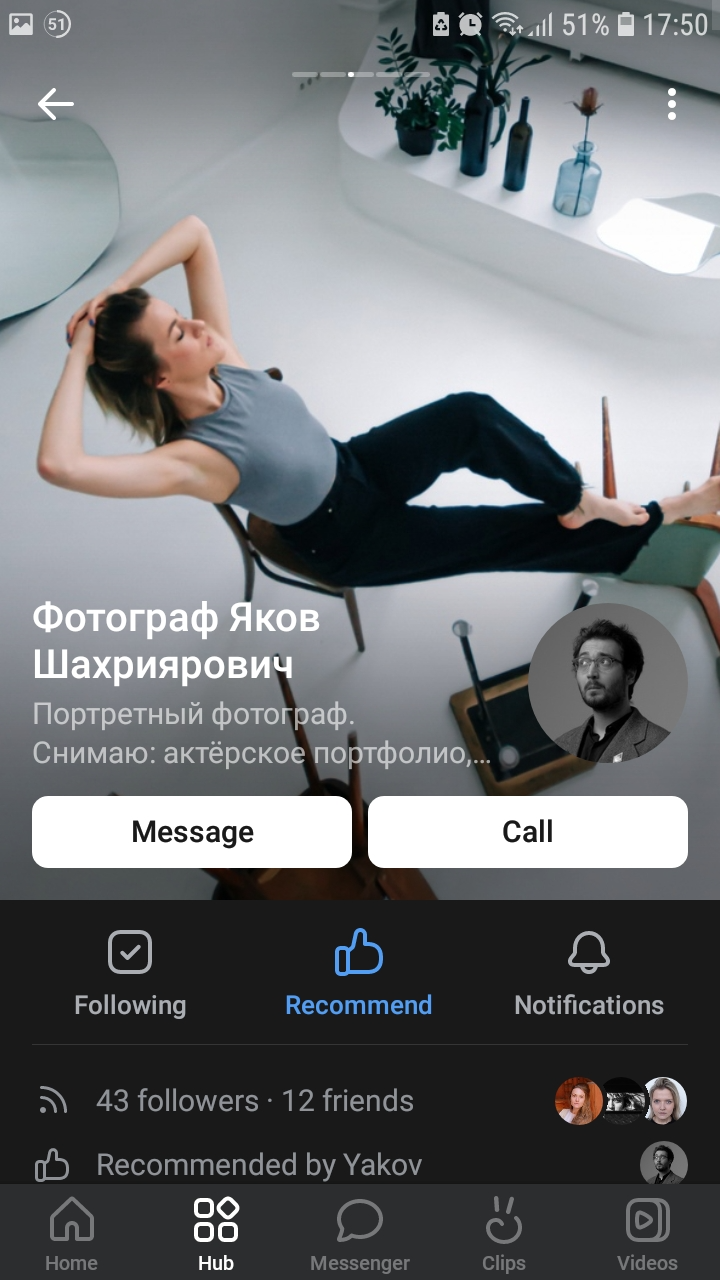 51
51% 17:50
Фотограф Яков
Шахриярович
Портретный фотограф.
Снимаю: актёрское портфолио,...
Message
Call
Following
Recommend
Notifications
43 followers · 12 friends
Recommended by Yakov
Home
Hub
Messenger
Clips
Videos